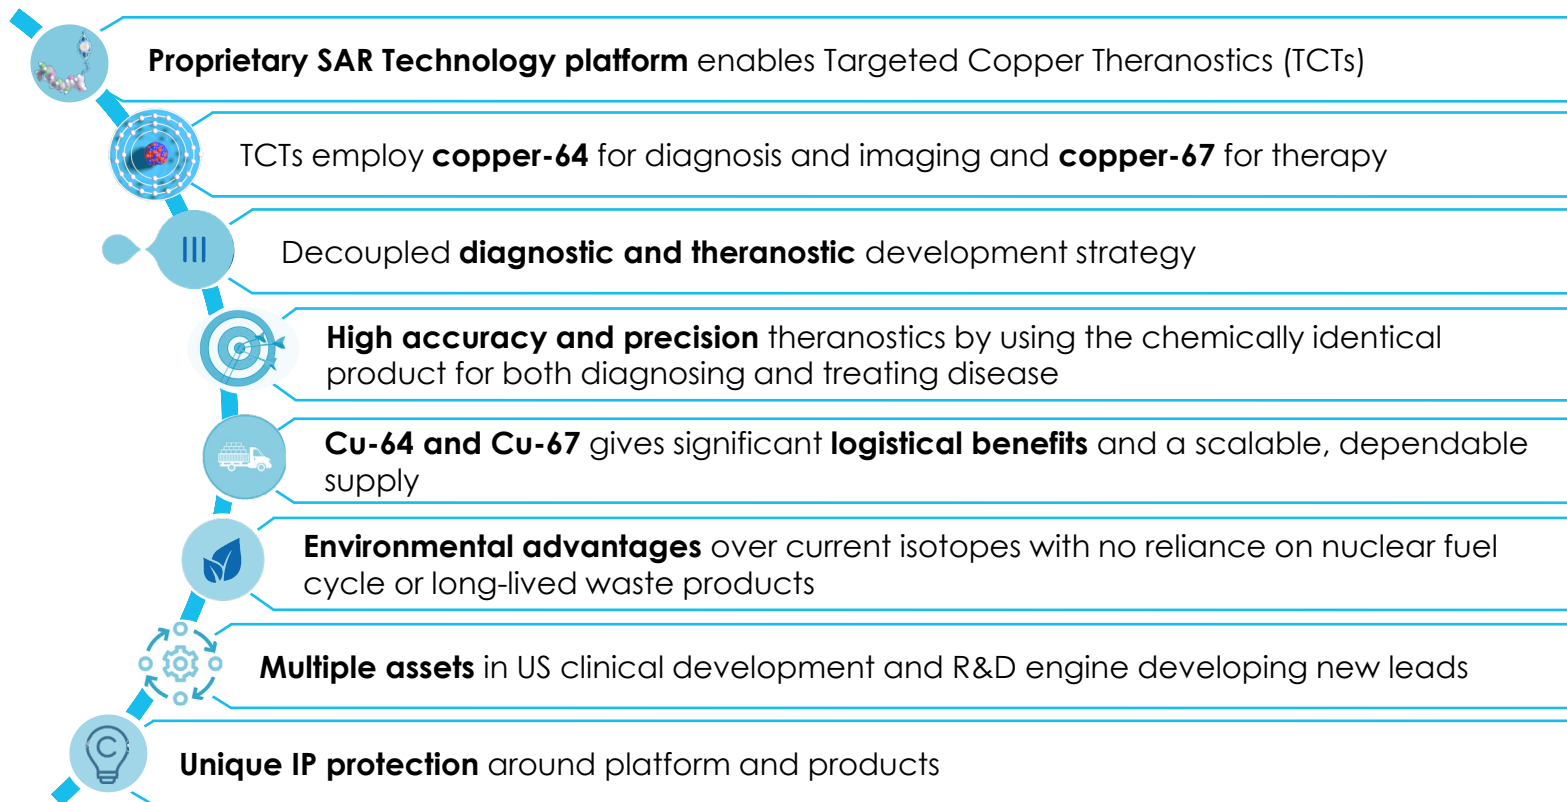 Proprietary SAR Technology platform enables Targeted Copper Theranostics (TCTs)
TCTs employ copper-64 for diagnosis and imaging and copper-67 for therapy
III
Decoupled diagnostic and theranostic development strategy
High accuracy and precision theranostics by using the chemically identical
product for both diagnosing and treating disease
Cu-64 and Cu-67 gives significant logistical benefits and a scalable, dependable
supply
Environmental advantages over current isotopes with no reliance on nuclear fuel
cycle or long-lived waste products
Multiple assets in US clinical development and R&D engine developing new leads
C
Unique IP protection around platform and products